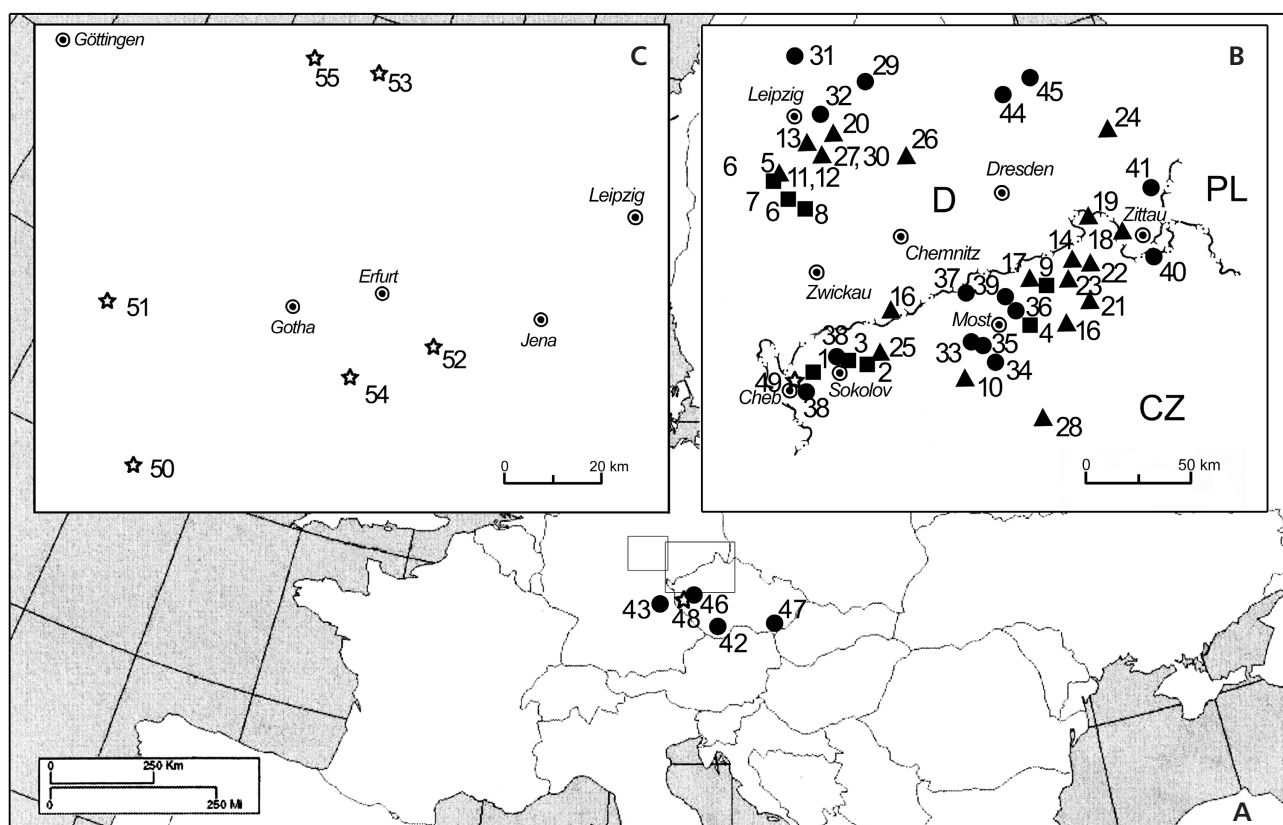 C
Göttingen
55
53
Leipzig
51
Erfurt
Gotha
Jena
52
54
50
0 20 km
B
31
29
45
44
Leipzig
32
20
24
13
26
27, 30
5
6
11, 12
Dresden
41
PL
7
6
8
D
19
Zittau
14
18
Chemnitz
17
9
22
40
37
39
23
Zwickau
16
36
21
Most
4
16
38
3
25
33
35
1
2
34
49
Sokolov
10
Cheb
38
28
CZ
0 50 km
43
48
46
47
42
0 250 Km
0 250 Mi
A